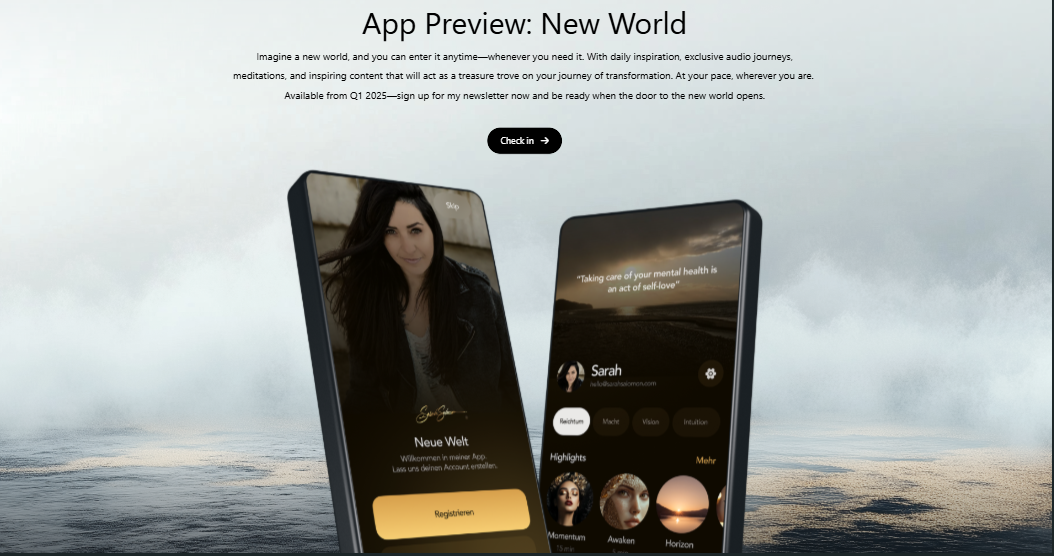 App Preview: New World
Imagine a new world, and you can enter it anytime—whenever you need it. With daily inspiration, exclusive audio journeys,
meditations, and inspiring content that will act as a treasure trove on your journey of transformation. At your pace, wherever you are.
Available from Q1 2025—sign up for my newsletter now and be ready when the door to the new world opens.
Check in
Skip
Neue Welt
Willkommen in meiner App.
Lass uns deinen Account erstellen.
Registrieren
"Taking care of your mental health is
an act of self-love"
Sarah
hello@sarahsalomon.com
Reichtum Macht Vision Intuition
Highlights Mehr
Momentum Awaken Horizon